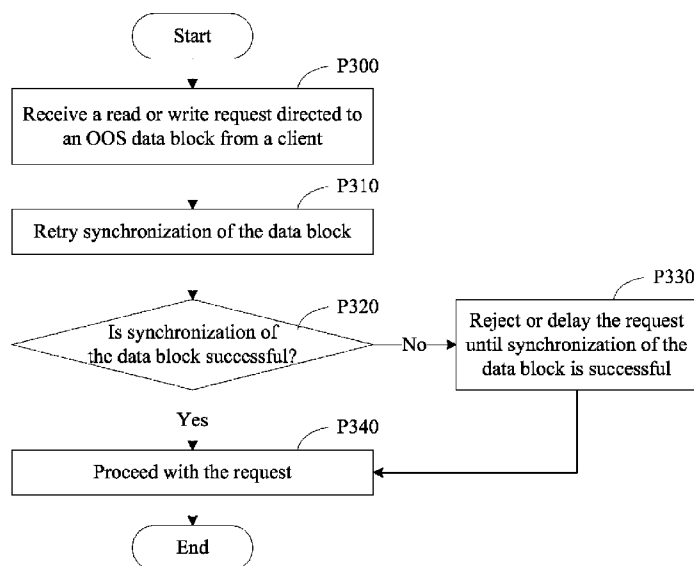 Start
P300
Receive a read or write request directed to
an OOS data block from a client
P310
Retry synchronization of the data block
P320
Is synchronization of
the data block successful?
No
P330
Reject or delay the request
until synchronization of the
data block is successful
Yes
P340
Proceed with the request
End